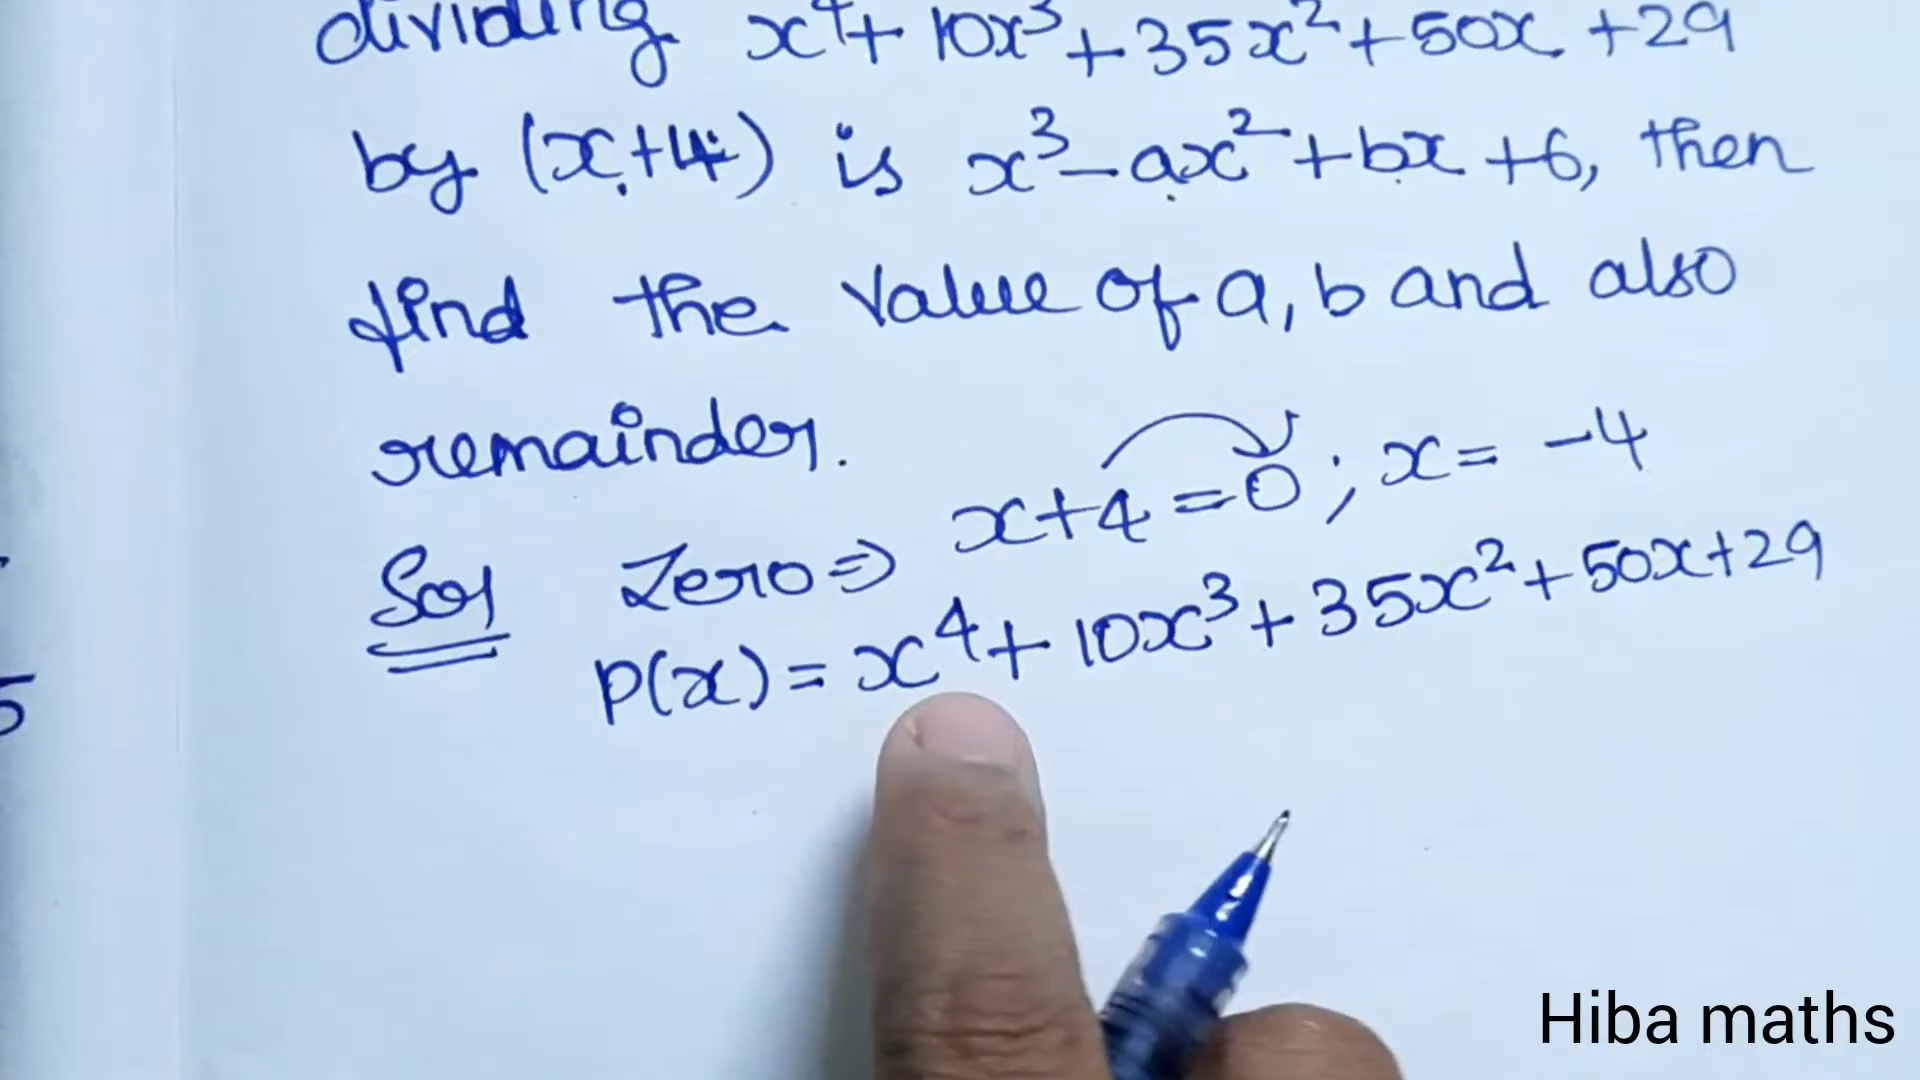 dividing x⁴+ 10x³+35x²+50x +29
by (x+4) is x³-ax²+bx +6, then
find the value of a, b and also
remainder.
Sol Zero⇒ x+4=0; x= -4
P(x)= x⁴+ 10x³+35x²+50x+29
5
Hiba maths